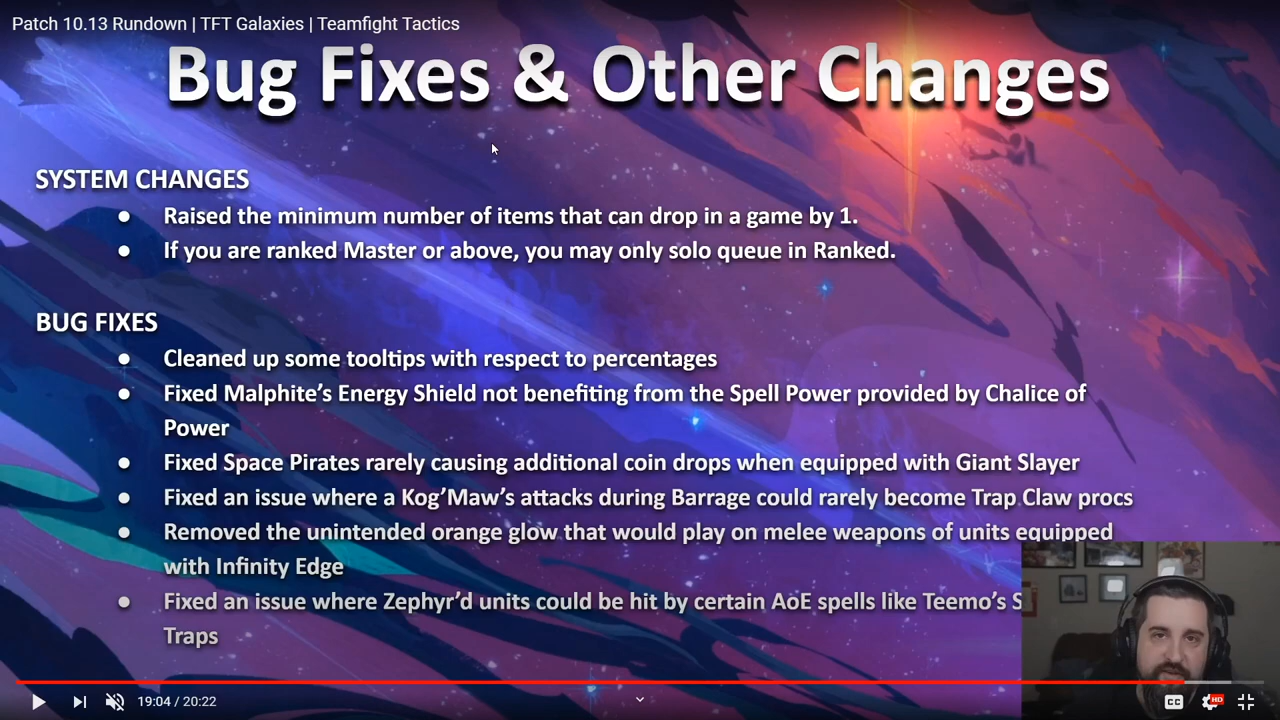 Patch 10.13 Rundown | TFT Galaxies | Teamfight Tactics
Bug Fixes & Other Changes
SYSTEM CHANGES
● Raised the minimum number of items that can drop in a game by 1.
● If you are ranked Master or above, you may only solo queue in Ranked.
BUG FIXES
● Cleaned up some tooltips with respect to percentages
● Fixed Malphite’s Energy Shield not benefiting from the Spell Power provided by Chalice of
Power
● Fixed Space Pirates rarely causing additional coin drops when equipped with Giant Slayer
● Fixed an issue where a Kog’Maw’s attacks during Barrage could rarely become Trap Claw procs
● Removed the unintended orange glow that would play on melee weapons of units equipped
with Infinity Edge
● Fixed an issue where Zephyr’d units could be hit by certain AoE spells like Teemo’s S
Traps
19:04 / 20:22
CC
HD